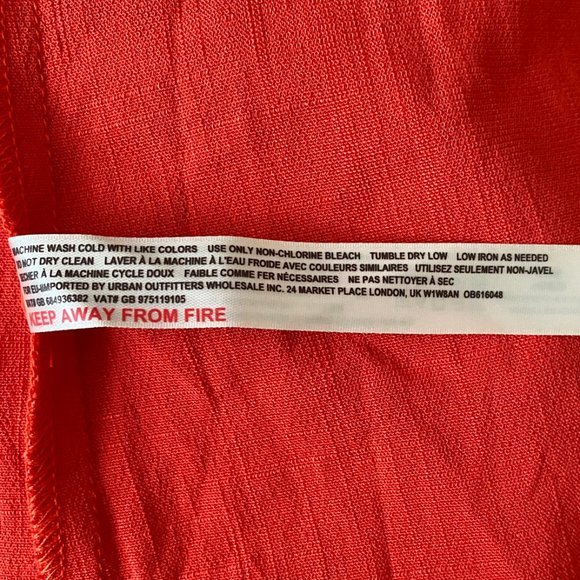 MACHINE WASH COLD WITH LIKE COLORS USE ONLY NON-CHLORINE BLEACH TUMBLE DRY LOW LOW IRON AS NEEDED
DO NOT DRY CLEAN LAVER À LA MACHINE À L'EAU FROIDE AVEC COULEURS SIMILAIRES UTILISEZ SEULEMENT NON-JAVEL
SÉCHER À LA MACHINE CYCLE DOUX FAIBLE COMME FER NÉCESSAIRES NE PAS NETTOYER À SEC
FOR EU-IMPORTED BY URBAN OUTFITTERS WHOLESALE INC. 24 MARKET PLACE LONDON, UK W1W8AN OB616048
VAT# GB 684936382 VAT# GB 975119105
KEEP AWAY FROM FIRE